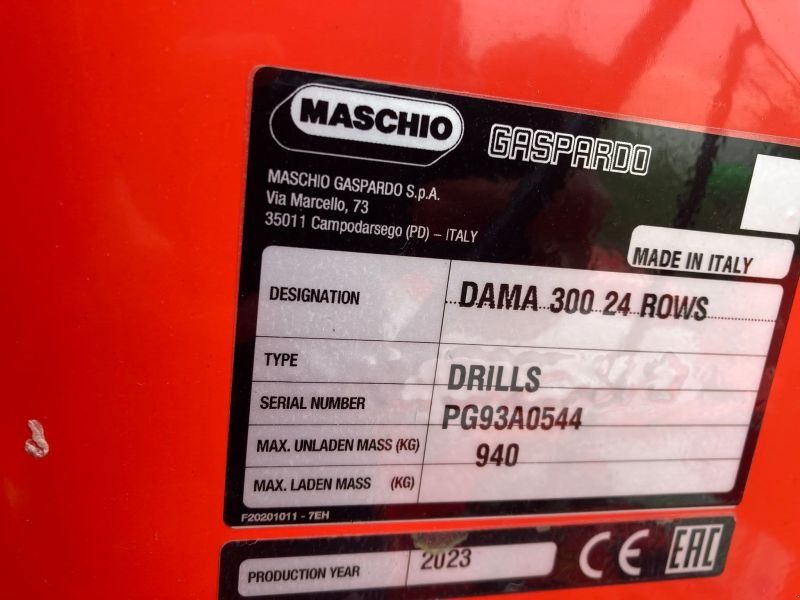 MASCHIO GASPARDO
MASCHIO GASPARDO S.p.A.
Via Marcello, 73
35011 Campodarsego (PD) – ITALY
MADE IN ITALY
DESIGNATION DAMA 300 24 ROWS
TYPE DRILLS
SERIAL NUMBER PG93A0544
MAX. UNLADEN MASS (KG) 940
MAX. LADEN MASS (KG)
F20201011 - 7EH
PRODUCTION YEAR 2023 CE EAC